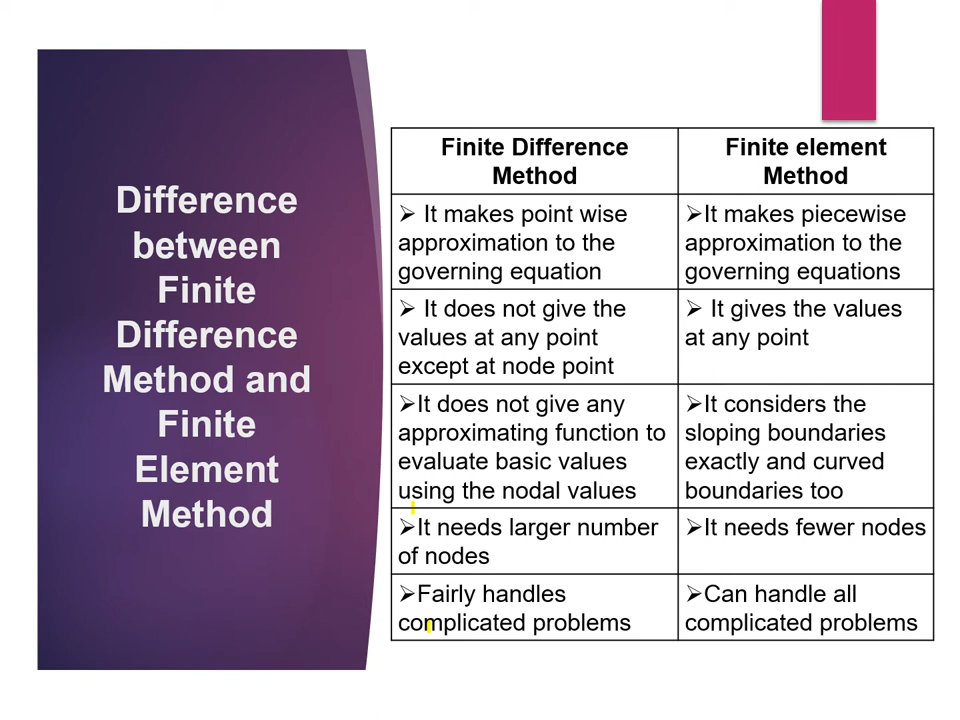 Difference
between
Finite
Difference
Method and
Finite
Element
Method
Finite Difference
Method
Finite element
Method
➢ It makes point wise
approximation to the
governing equation
➢It makes piecewise
approximation to the
governing equations
➢ It does not give the
values at any point
except at node point
➢ It gives the values
at any point
➢It does not give any
approximating function to
evaluate basic values
using the nodal values
➢It considers the
sloping boundaries
exactly and curved
boundaries too
➢It needs larger number
of nodes
➢It needs fewer nodes
➢Fairly handles
complicated problems
➢Can handle all
complicated problems